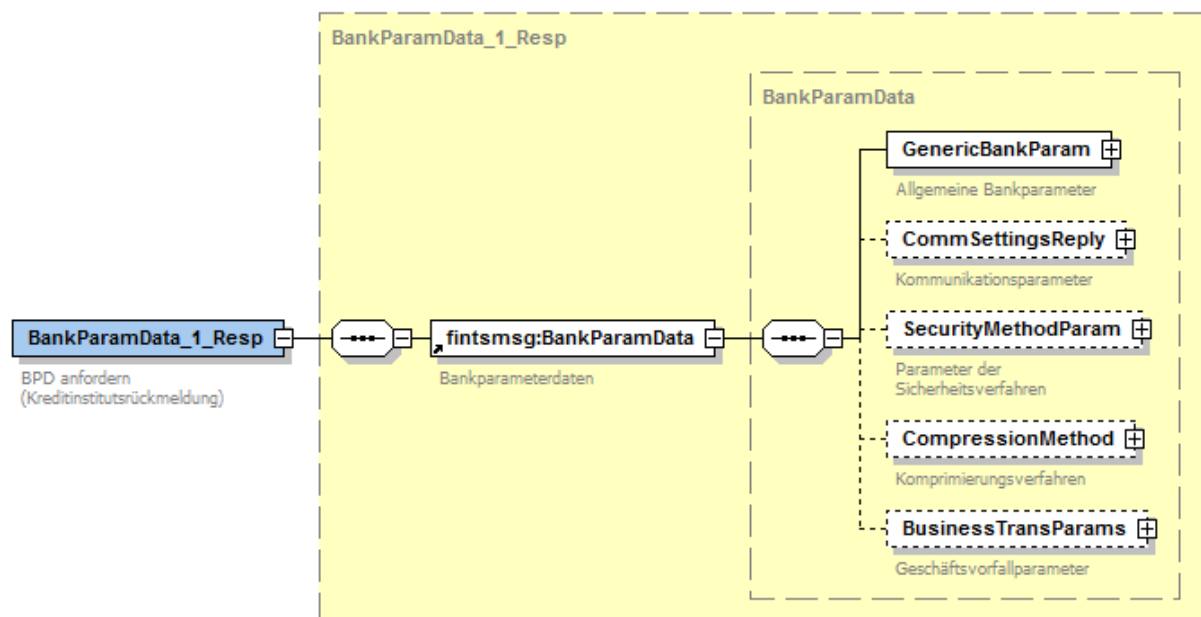 BankParamData_1_Resp
BankParamData
GenericBankParam
Allgemeine Bankparameter
CommSettingsReply
Kommunikationsparameter
BankParamData_1_Resp
BPD anfordern
(Kreditinstitutsrückmeldung)
fintsmsg:BankParamData
Bankparameterdaten
SecurityMethodParam
Parameter der
Sicherheitsverfahren
CompressionMethod
Komprimierungsverfahren
BusinessTransParams
Geschäftsvorfallparameter